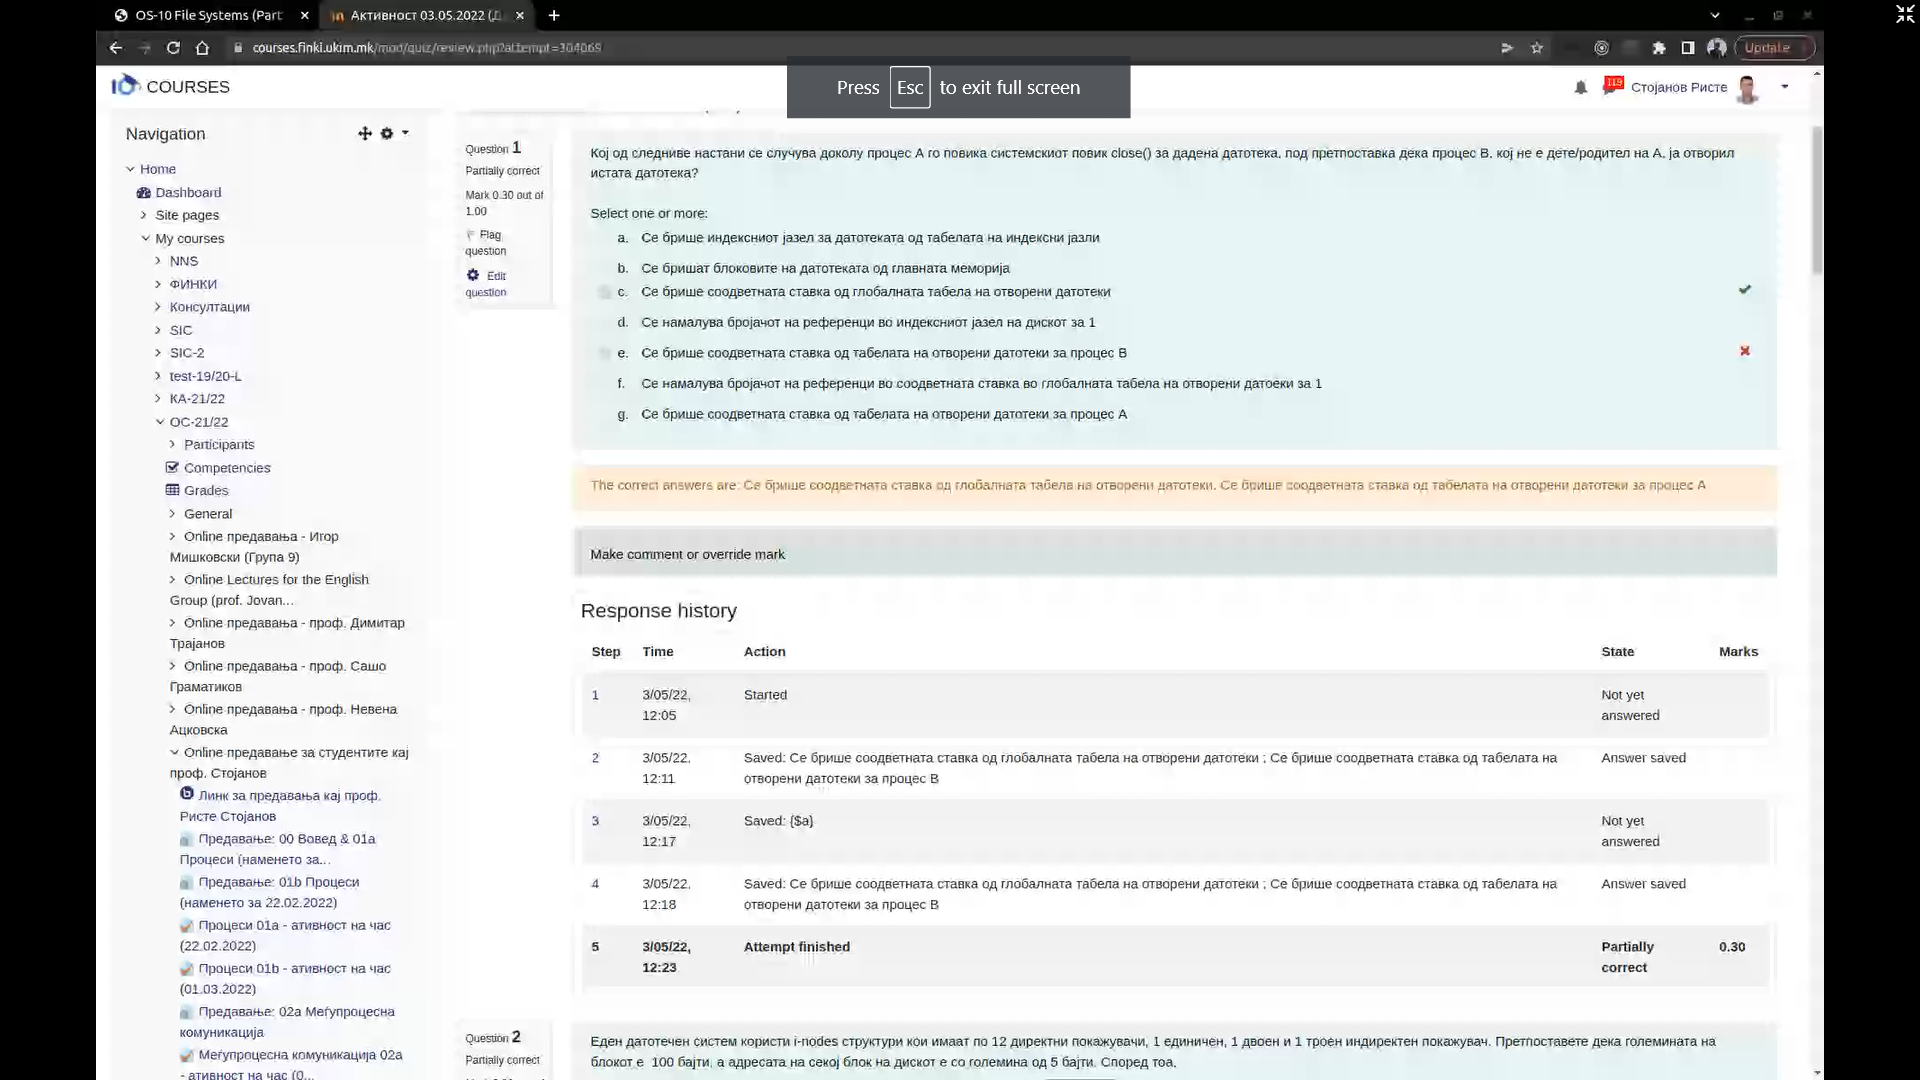 OS-10 File Systems (Part
Активност 03.05.2022 (Д
courses.finki.ukim.mk/mod/quiz/review.php?attempt=304069
Update
Press Esc to exit full screen
COURSES
119
Стојанов Ристе
Navigation
Home
Dashboard
Site pages
My courses
NNS
ФИНКИ
Консултации
SIC
SIC-2
test-19/20-L
КА-21/22
ОС-21/22
Participants
Competencies
Grades
General
Online предавања - Игор
Мишковски (Група 9)
Online Lectures for the English
Group (prof. Jovan...
Online предавања - проф. Димитар
Трајанов
Online предавања - проф. Сашо
Граматиков
Online предавања - проф. Невена
Ацковска
Online предавање за студентите кај
проф. Стојанов
Линк за предавања кај проф.
Ристе Стојанов
Предавање: 00 Вовед & 01a
Процеси (наменето за...
Предавање: 01b Процеси
(наменето за 22.02.2022)
Процеси 01a - ативност на час
(22.02.2022)
Процеси 01b - ативност на час
(01.03.2022)
Предавање: 02a Меѓупроцесна
комуникација
Меѓупроцесна комуникација 02a
- ативност на час (0...
Question 1
Partially correct
Mark 0.30 out of
1.00
Flag
question
Edit
question
Кој од следниве настани се случува доколу процес А го повика системскиот повик close() за дадена датотека, под претпоставка дека процес В, кој не е дете/родител на А, ја отворил
истата датотека?
Select one or more:
a. Се брише индексниот јазел за датотеката од табелата на индексни јазли
b. Се бришат блоковите на датотеката од главната меморија
c. Се брише соодветната ставка од глобалната табела на отворени датотеки
d. Се намалува бројачот на референци во индексниот јазел на дискот за 1
e. Се брише соодветната ставка од табелата на отворени датотеки за процес В
f. Се намалува бројачот на референци во соодветната ставка во глобалната табела на отворени датоеки за 1
g. Се брише соодветната ставка од табелата на отворени датотеки за процес А
The correct answers are: Се брише соодветната ставка од глобалната табела на отворени датотеки, Се брише соодветната ставка од табелата на отворени датотеки за процес А
Make comment or override mark
Response history
Step Time Action State Marks
1 3/05/22, Started Not yet
12:05 answered
2 3/05/22, Saved: Се брише соодветната ставка од глобалната табела на отворени датотеки ; Се брише соодветната ставка од табелата на Answer saved
12:11 отворени датотеки за процес В
3 3/05/22, Saved: {$a} Not yet
12:17 answered
4 3/05/22, Saved: Се брише соодветната ставка од глобалната табела на отворени датотеки ; Се брише соодветната ставка од табелата на Answer saved
12:18 отворени датотеки за процес В
5 3/05/22, Attempt finished Partially 0.30
12:23 correct
Question 2
Partially correct
Еден датотечен систем користи i-nodes структури кои имаат по 12 директни покажувачи, 1 единичен, 1 двоен и 1 троен индиректен покажувач. Претпоставете дека големината на
блокот е 100 бајти, а адресата на секој блок на дискот е со големина од 5 бајти. Според тоа,